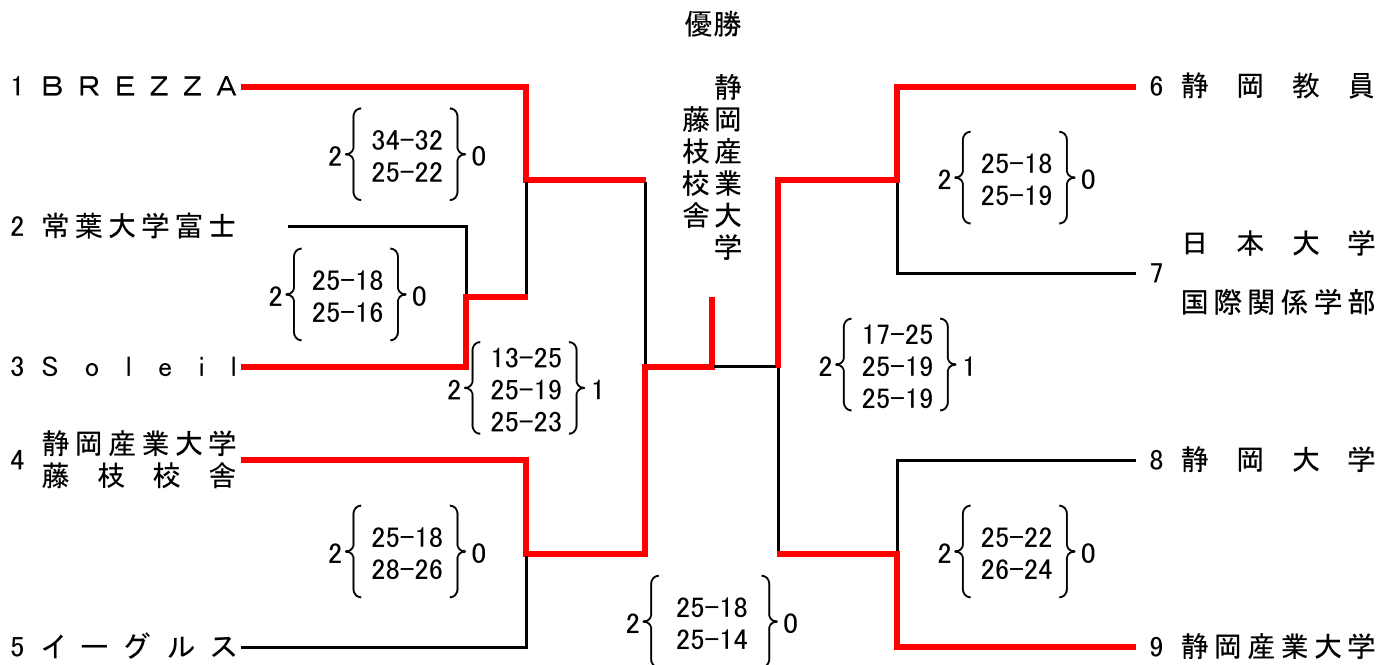 優勝
静岡産業大学
藤枝校舎
1 ＢＲＥＺＺＡ
2{ 34-32 }0
25-22
2 常葉大学富士
2{ 25-18 }0
25-16
3 Ｓｏｌｅｉｌ
13-25
2{ 25-19 }1
25-23
4 静岡産業大学
藤枝校舎
2{ 25-18 }0
28-26
5 イーグルス
2{ 25-18 }0
25-14
6 静岡教員
2{ 25-18 }0
25-19
7 日本大学
国際関係学部
17-25
2{ 25-19 }1
25-19
8 静岡大学
2{ 25-22 }0
26-24
9 静岡産業大学